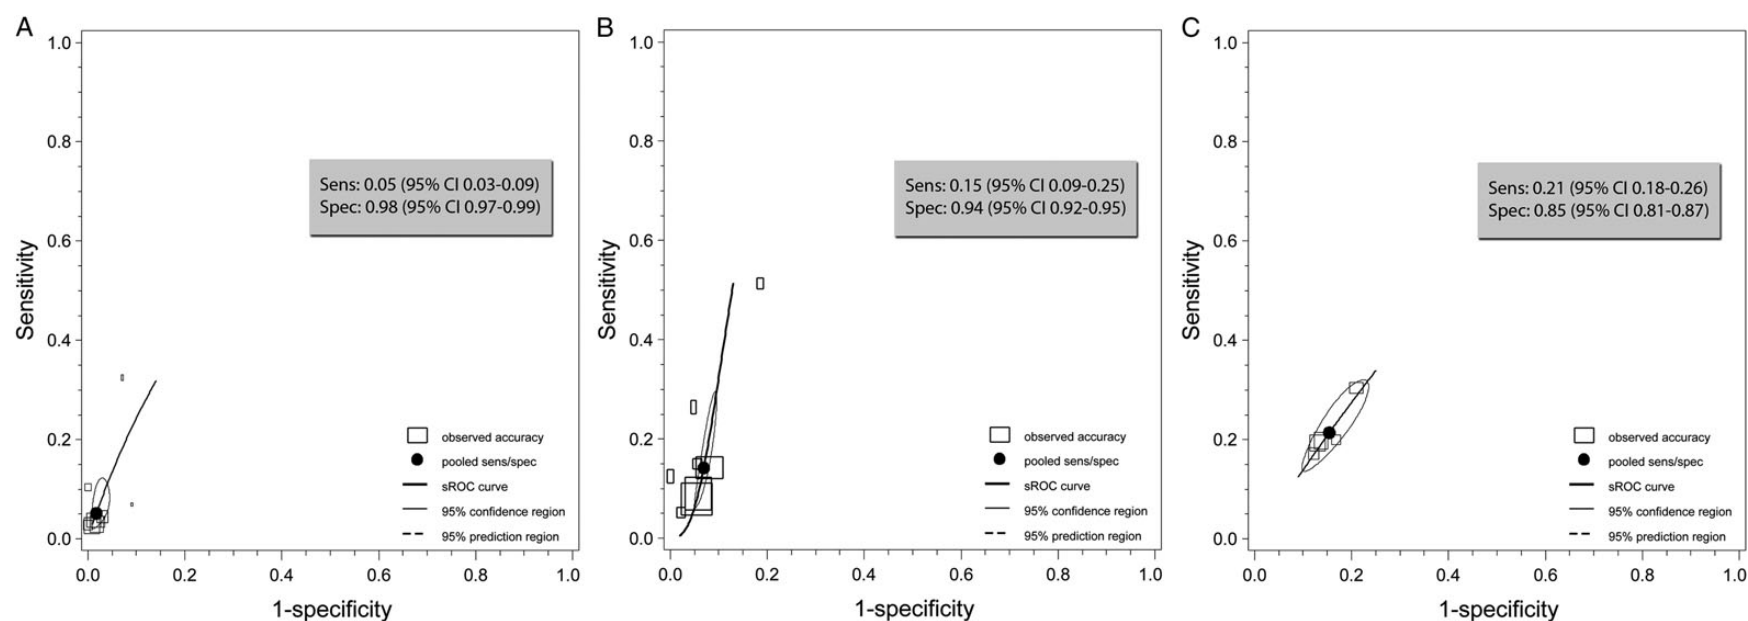 A
1.0
0.8
0.6
0.4
0.2
0.0
Sensitivity
Sens: 0.05 (95% CI 0.03-0.09)
Spec: 0.98 (95% CI 0.97-0.99)
observed accuracy
pooled sens/spec
sROC curve
95% confidence region
95% prediction region
0.0 0.2 0.4 0.6 0.8 1.0
1-specificity
B
1.0
0.8
0.6
0.4
0.2
0.0
Sensitivity
Sens: 0.15 (95% CI 0.09-0.25)
Spec: 0.94 (95% CI 0.92-0.95)
observed accuracy
pooled sens/spec
sROC curve
95% confidence region
95% prediction region
0.0 0.2 0.4 0.6 0.8 1.0
1-specificity
C
1.0
0.8
0.6
0.4
0.2
0.0
Sensitivity
Sens: 0.21 (95% CI 0.18-0.26)
Spec: 0.85 (95% CI 0.81-0.87)
observed accuracy
pooled sens/spec
sROC curve
95% confidence region
95% prediction region
0.0 0.2 0.4 0.6 0.8 1.0
1-specificity